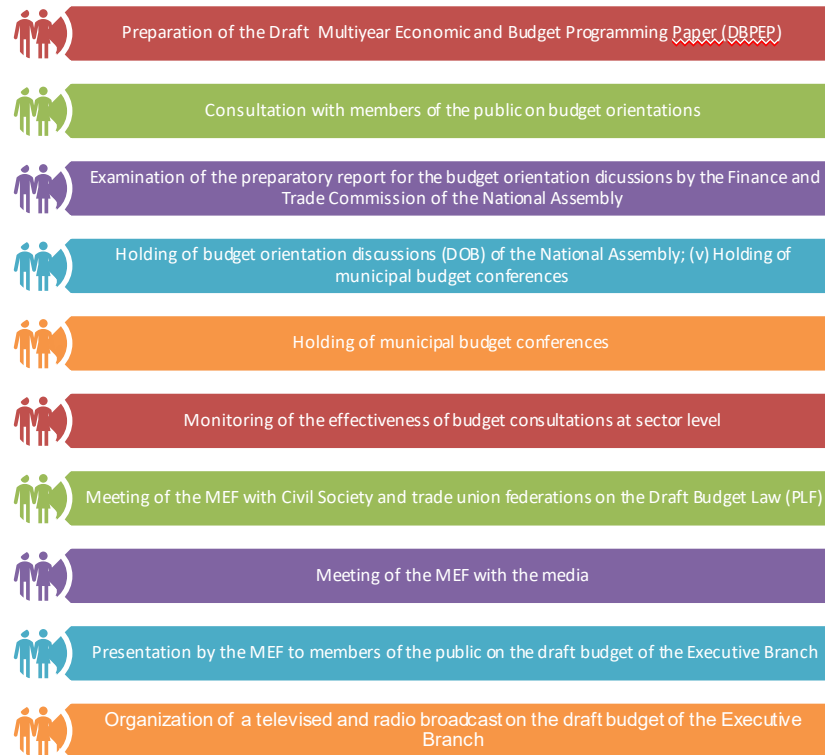 Preparation of the Draft Multiyear Economic and Budget Programming Paper (DBPEP)
Consultation with members of the public on budget orientations
Examination of the preparatory report for the budget orientation dicussions by the Finance and
Trade Commission of the National Assembly
Holding of budget orientation discussions (DOB) of the National Assembly; (v) Holding of
municipal budget conferences
Holding of municipal budget conferences
Monitoring of the effectiveness of budget consultations at sector level
Meeting of the MEF with Civil Society and trade union federations on the Draft Budget Law (PLF)
Meeting of the MEF with the media
Presentation by the MEF to members of the public on the draft budget of the Executive Branch
Organization of a televised and radio broadcast on the draft budget of the Executive
Branch